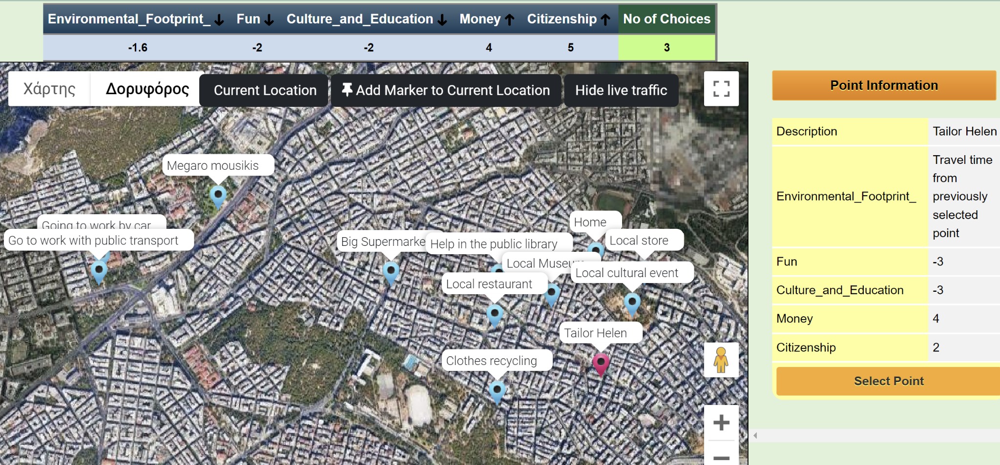 Environmental_Footprint_ ↓ Fun ↓ Culture_and_Education ↓ Money ↑ Citizenship ↑ No of Choices
-1.6 -2 -2 4 5 3
Χάρτης Δορυφόρος Current Location Add Marker to Current Location Hide live traffic
Megaro mousikis
Going to work by car
Go to work with public transport
Big Supermarke
Help in the public library
Home
Local store
Local Museum
Local cultural event
Local restaurant
Tailor Helen
Clothes recycling
Point Information
Description Tailor Helen
Environmental_Footprint_ Travel time
from
previously
selected
point
Fun -3
Culture_and_Education -3
Money 4
Citizenship 2
Select Point